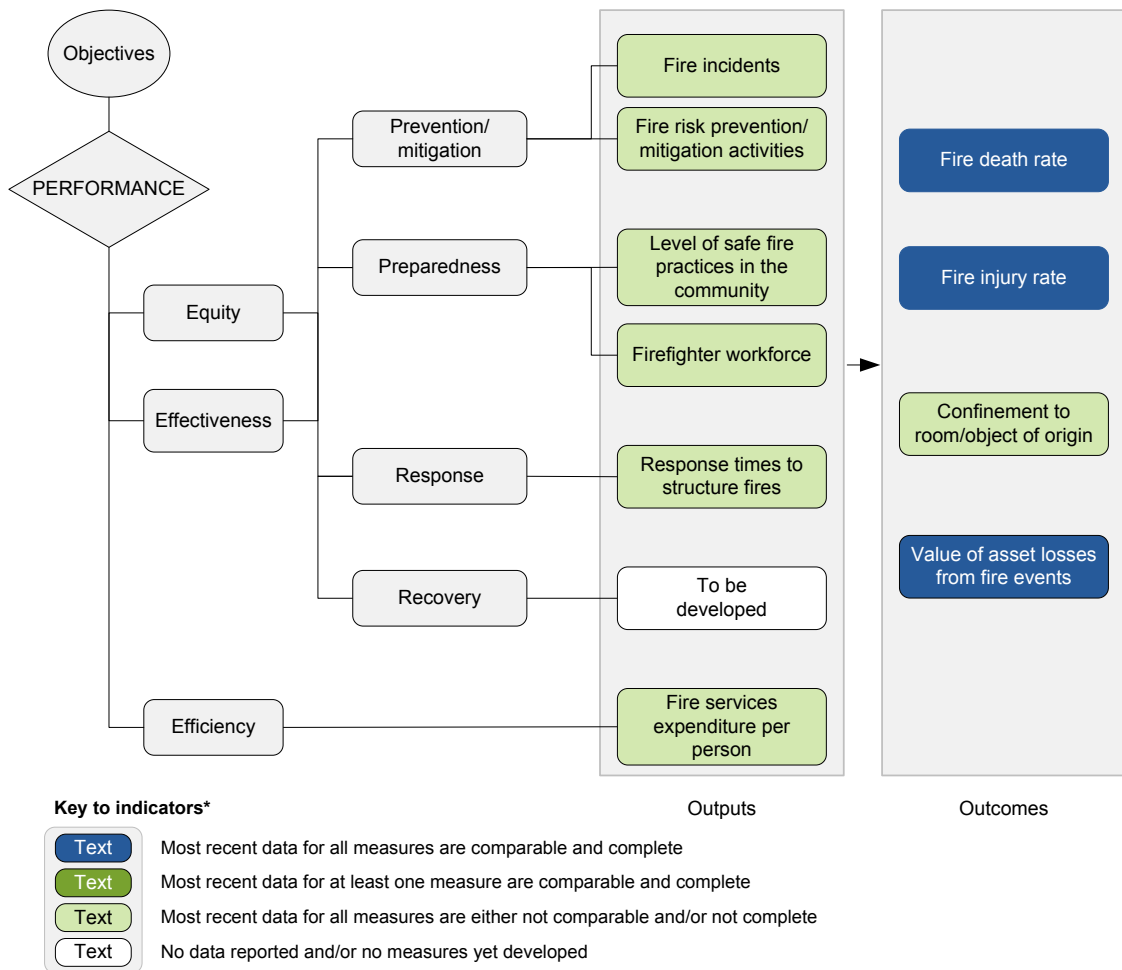 Objectives
PERFORMANCE
Equity
Effectiveness
Efficiency
Prevention/
mitigation
Preparedness
Response
Recovery
Fire incidents
Fire risk prevention/
mitigation activities
Level of safe fire
practices in the
community
Firefighter workforce
Response times to
structure fires
To be
developed
Fire services
expenditure per
person
Fire death rate
Fire injury rate
Confinement to
room/object of origin
Value of asset losses
from fire events
Outputs
Outcomes
Key to indicators*
Text Most recent data for all measures are comparable and complete
Text Most recent data for at least one measure are comparable and complete
Text Most recent data for all measures are either not comparable and/or not complete
Text No data reported and/or no measures yet developed